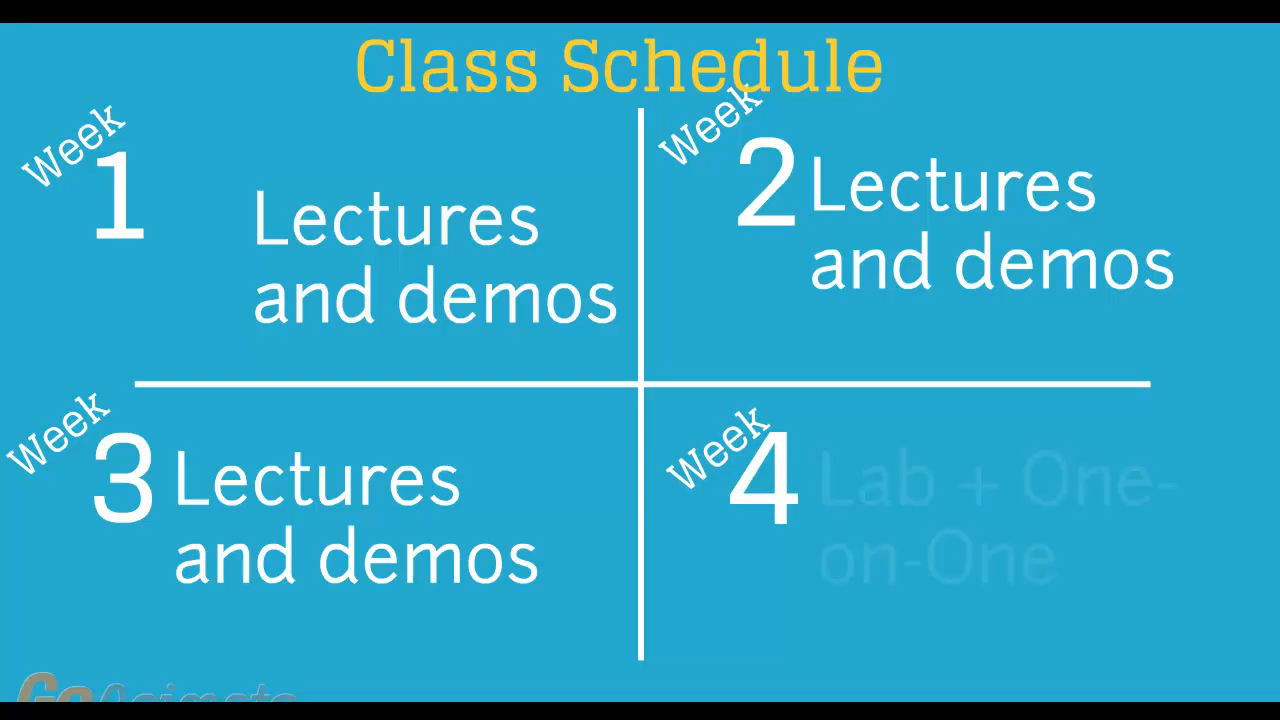 Class Schedule
Week
1
Lectures
and demos
Week
2
Lectures
and demos
Week
3
Lectures
and demos
Week
4
Lab + One-
on-One
GoAnimate